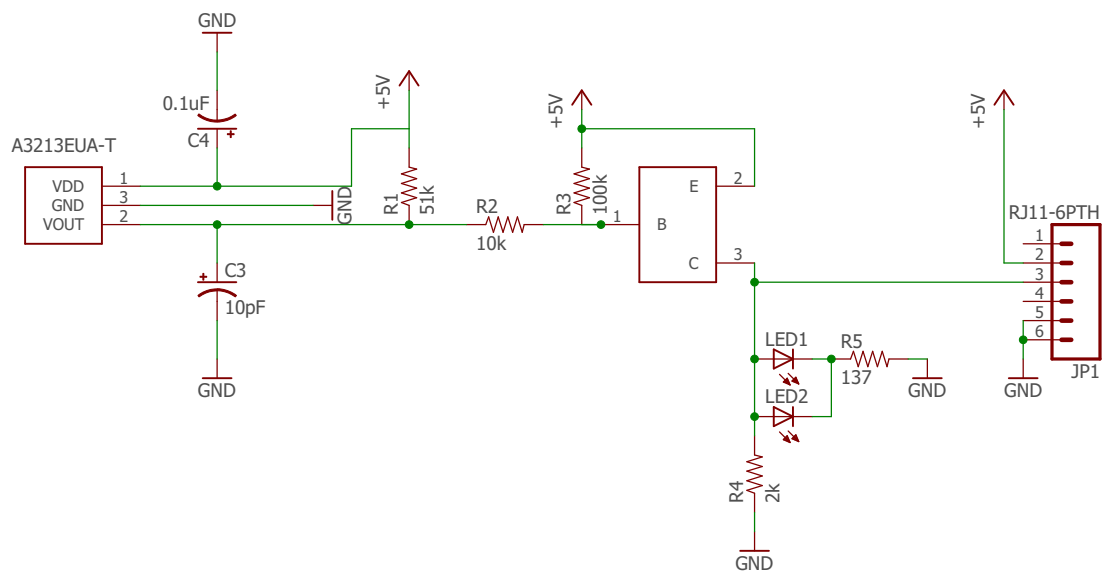 GND
0.1uF
C4
A3213EUA-T
VDD 1
GND 3
VOUT 2
GND
C3
10pF
GND
+5V
R1
51k
R2
10k
+5V
R3
100k
1
B
E
2
C
3
LED1
LED2
R5
137
GND
R4
2k
GND
+5V
RJ11-6PTH
1
2
3
4
5
6
GND
JP1